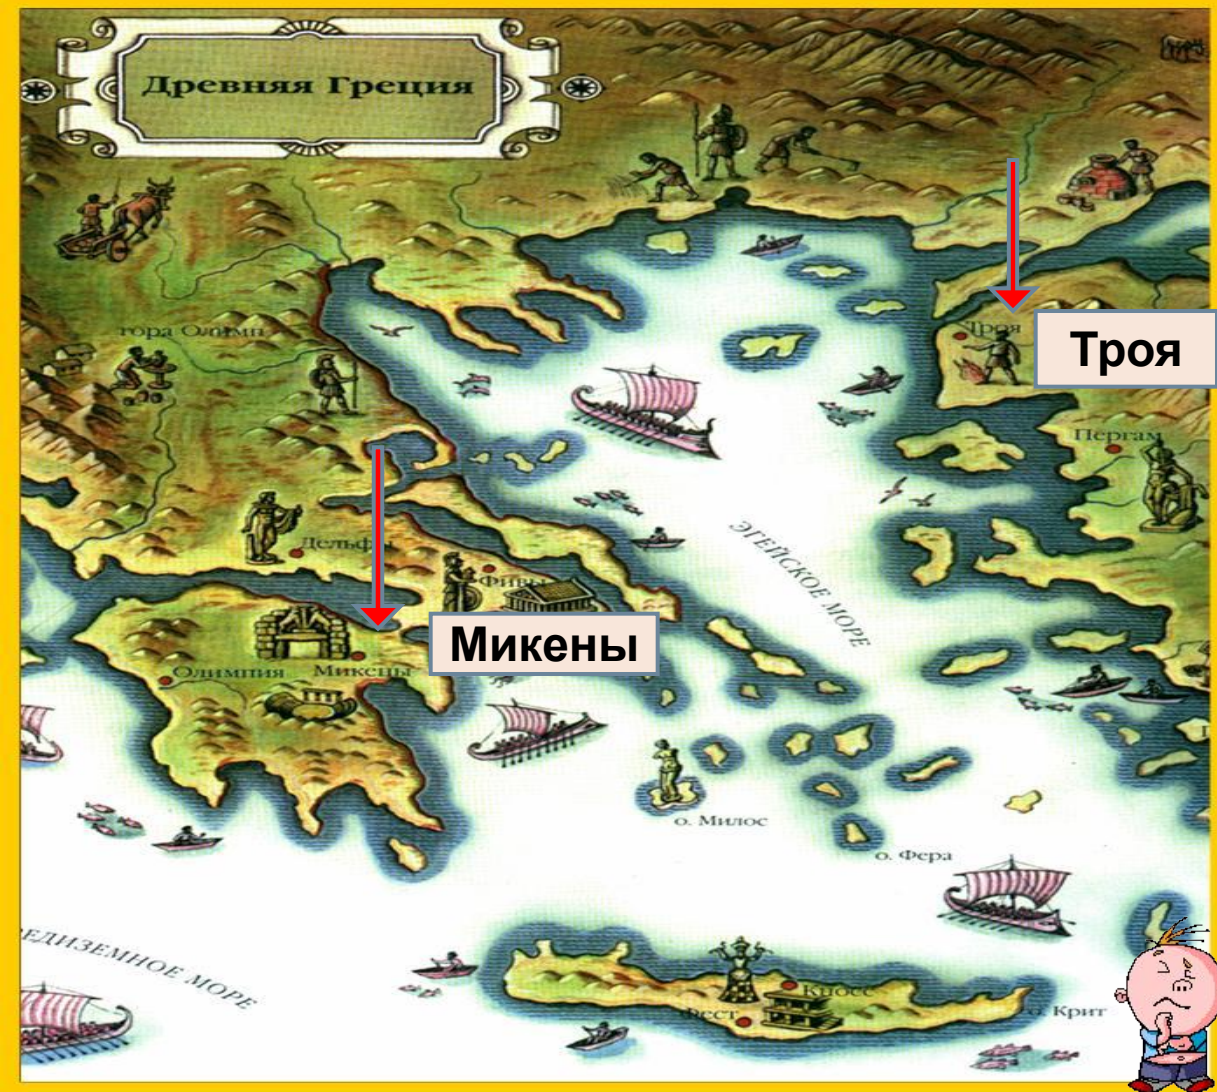 Древняя Греция
гора Олимп
Троя
Троя
Пергам
ЭГЕЙСКОЕ МОРЕ
Дельфы
Фивы
Микены
Олимпия
Микены
о. Милос
о. Фера
ЕДИЗЕМНОЕ МОРЕ
Кносс
Фест
о. Крит